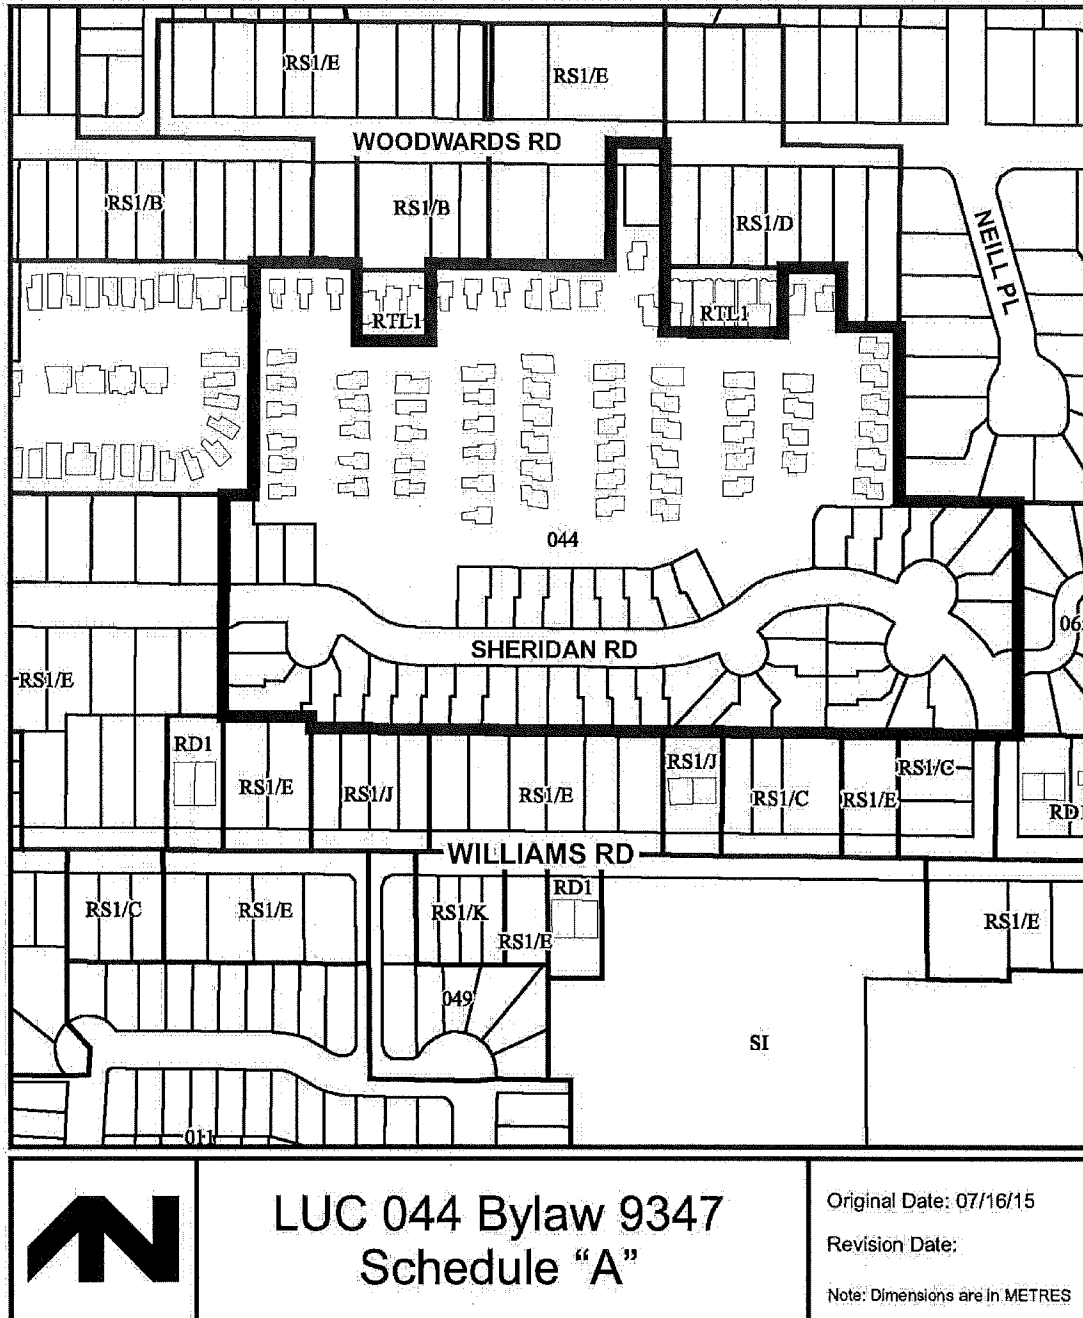 RS1/E
RS1/E
WOODWARDS RD
RS1/B
RS1/B
RS1/D
NEILL PL
RTL1
RTL1
044
SHERIDAN RD
RS1/E
RD1
RS1/E
RS1/J
RS1/E
RS1/J
RS1/C
RS1/E
RS1/C
WILLIAMS RD
RS1/C
RS1/E
RS1/K
RS1/E
RD1
RS1/E
049
SI
011
LUC 044 Bylaw 9347
Schedule “A”
Original Date: 07/16/15
Revision Date:
Note: Dimensions are in METRES